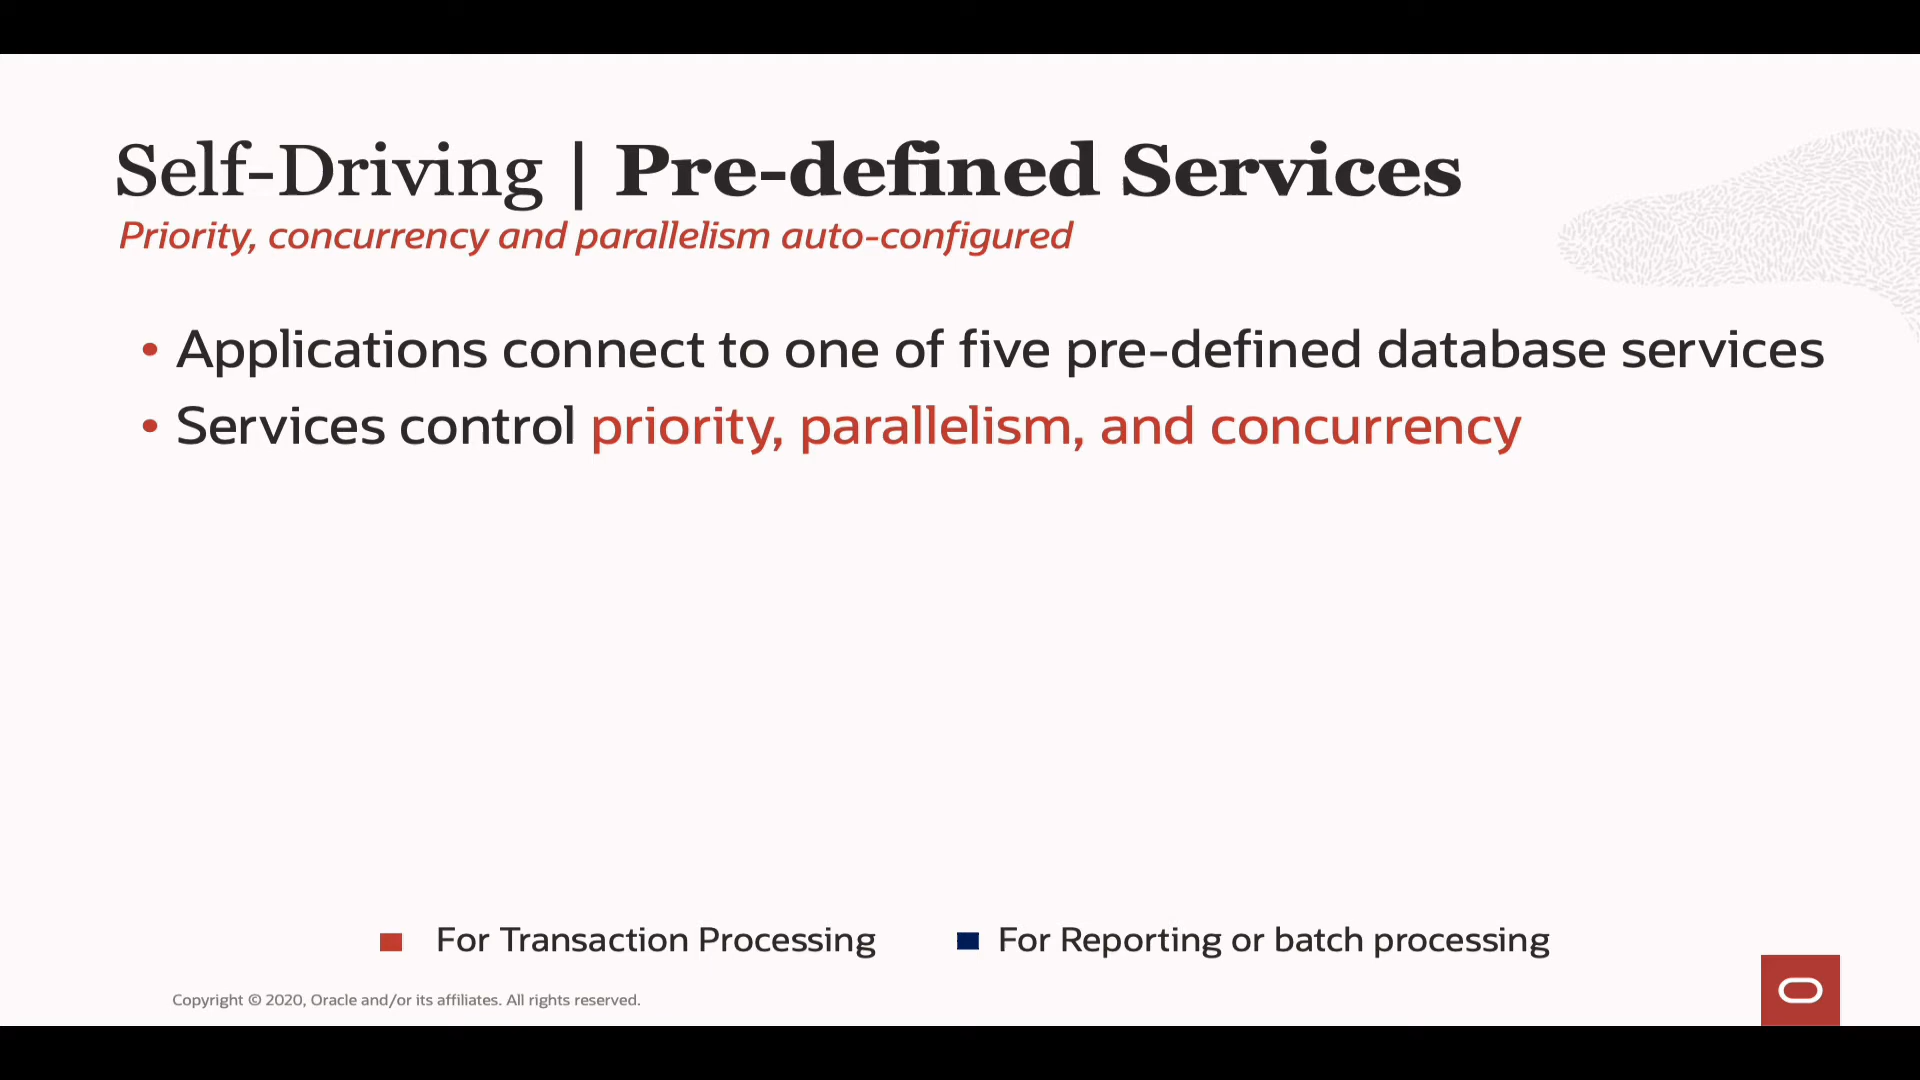 Self-Driving | Pre-defined Services
Priority, concurrency and parallelism auto-configured
• Applications connect to one of five pre-defined database services
• Services control priority, parallelism, and concurrency
For Transaction Processing
For Reporting or batch processing
Copyright © 2020, Oracle and/or its affiliates. All rights reserved.